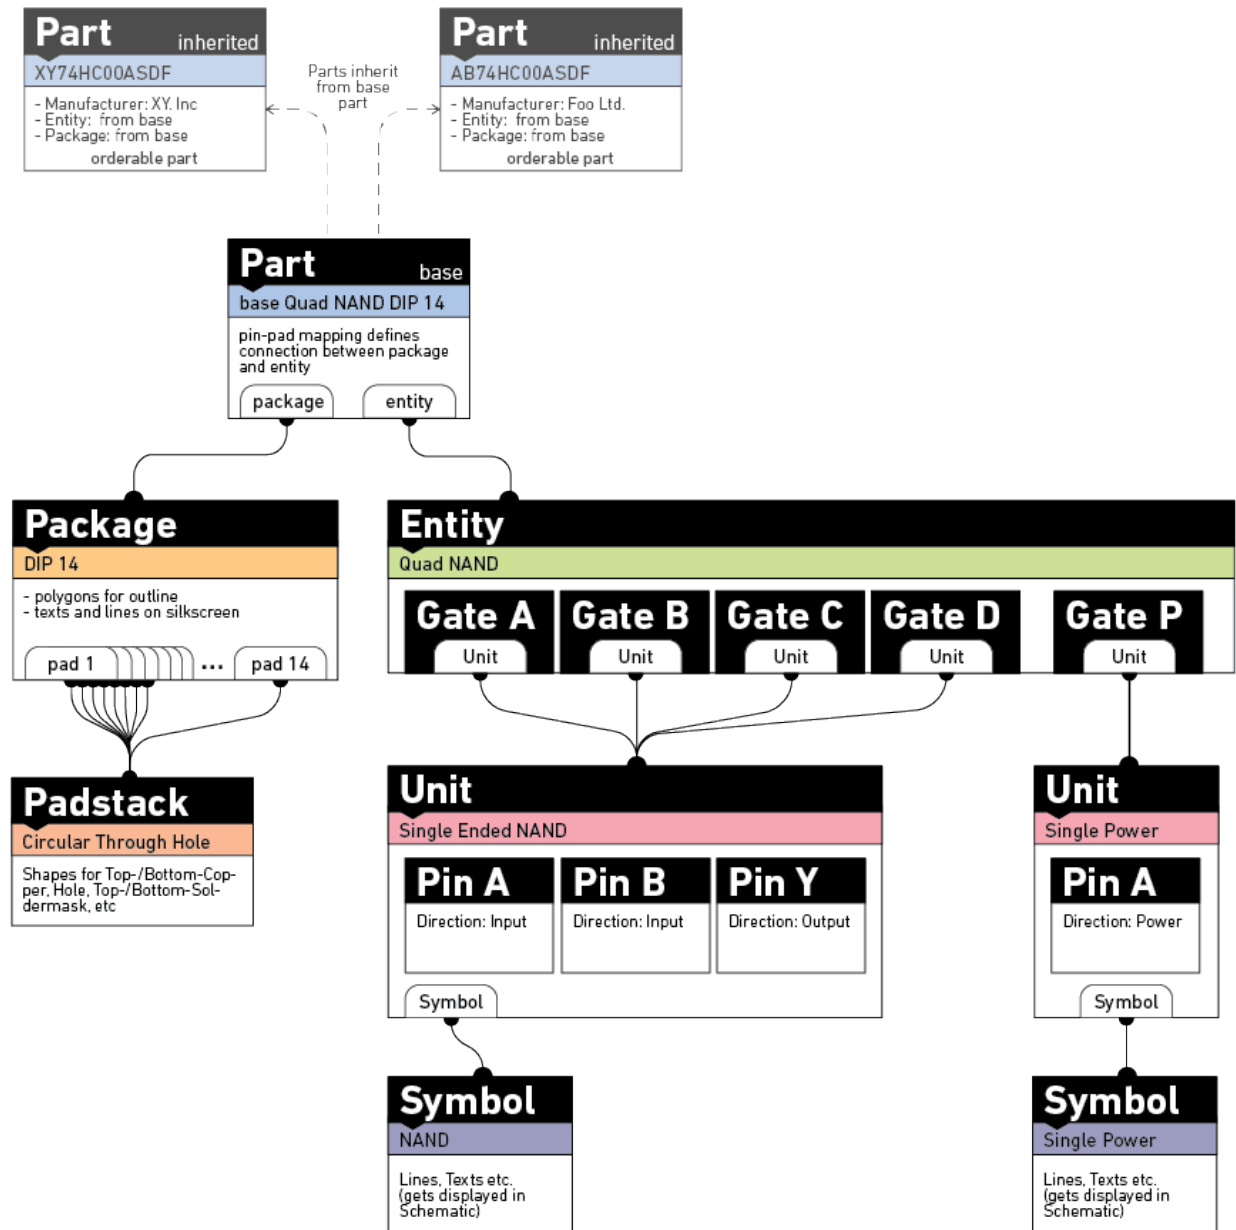 Part
inherited
XY74HC00ASDF
- Manufacturer: XY. Inc
- Entity: from base
- Package: from base
orderable part
Parts inherit
from base
part
Part
inherited
AB74HC00ASDF
- Manufacturer: Foo Ltd.
- Entity: from base
- Package: from base
orderable part
Part
base
base Quad NAND DIP 14
pin-pad mapping defines
connection between package
and entity
package
entity
Package
DIP 14
- polygons for outline
- texts and lines on silkscreen
pad 1
...
pad 14
Entity
Quad NAND
Gate A
Unit
Gate B
Unit
Gate C
Unit
Gate D
Unit
Gate P
Unit
Padstack
Circular Through Hole
Shapes for Top-/Bottom-Cop-
per, Hole, Top-/Bottom-Sol-
dermask, etc
Unit
Single Ended NAND
Pin A
Direction: Input
Pin B
Direction: Input
Pin Y
Direction: Output
Symbol
Unit
Single Power
Pin A
Direction: Power
Symbol
Symbol
NAND
Lines, Texts etc.
(gets displayed in
Schematic)
Symbol
Single Power
Lines, Texts etc.
(gets displayed in
Schematic)